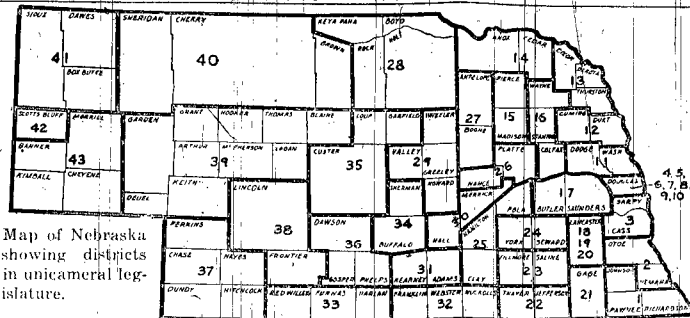 SIOUX DAWES SHERIDAN CHERRY KEYA PAHA BOYD
BROWN ROCK HOLT KNOX CEDAR DIXON
41 40 28 14 13 DAKOTA
BOX BUTTE ANTELOPE PIERCE WAYNE THURSTON
SCOTTS BLUFF MORRILL GARDEN GRANT HOOKER THOMAS BLAINE LOUP GARFIELD WHEELER 27 15 16 CUMING BURT
42 BOONE MADISON STANTON 12
BANNER 43 ARTHUR McPHERSON LOGAN CUSTER VALLEY 29 GREELEY PLATTE COLFAX DODGE 11 WASH
39 35 26 DOUGLAS 4, 5,
6, 7, 8,
9, 10
KIMBALL CHEYENE DEUEL KEITH LINCOLN SHERMAN HOWARD NANCE MERRICK 17 SARPY
POLK BUTLER SAUNDERS 3
PERKINS 38 DAWSON 34 30 HAMILTON 24 LANCASTER CASS
Map of Nebraska
showing districts
in unicameral leg-
islature.
36 BUFFALO HALL 25 YORK SEWARD 18 OTOE
CHASE HAYES FRONTIER 19
37 GOSPER PHELPS KEARNEY 31 ADAMS CLAY FILLMORE SALINE 20 2
23 GAGE JOHNSON NEMAHA
DUNDY HITCHCOCK RED WILLOW FURNAS HARLAN FRANKLIN WEBSTER NUCKOLLS THAYER JEFFERSON 21
33 32 22 PAWNEE RICHARDSON